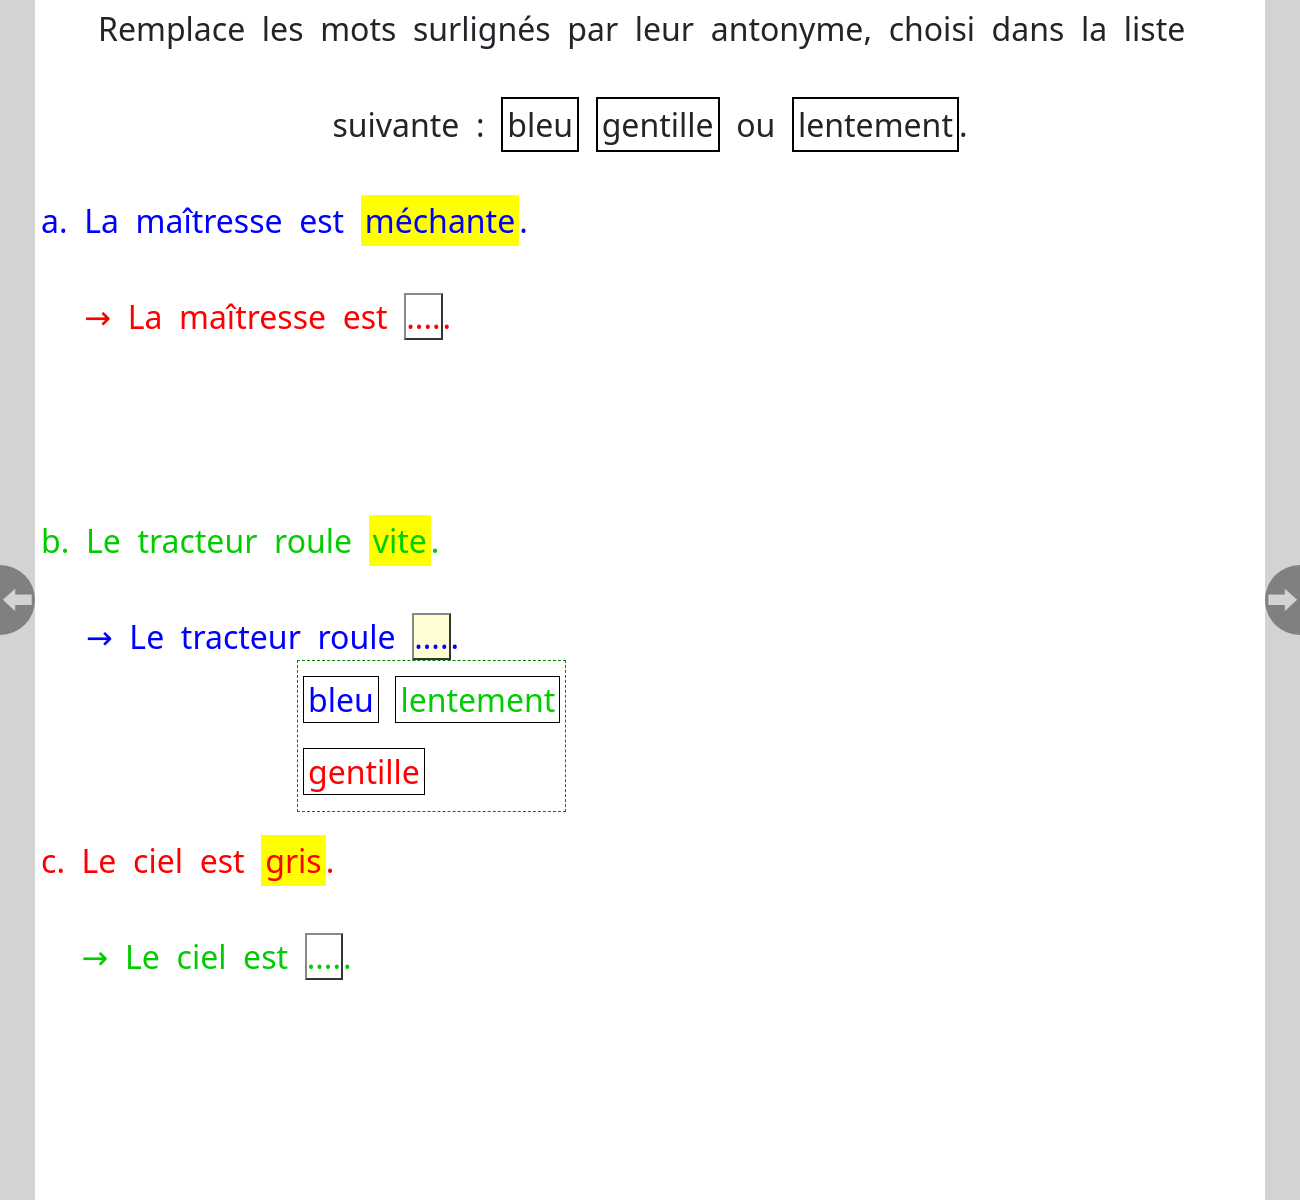 Remplace les mots surlignés par leur antonyme, choisi dans la liste
suivante : bleu gentille ou lentement.
a. La maîtresse est méchante.
→ La maîtresse est .....
b. Le tracteur roule vite.
→ Le tracteur roule .....
bleu lentement
gentille
c. Le ciel est gris.
→ Le ciel est .....